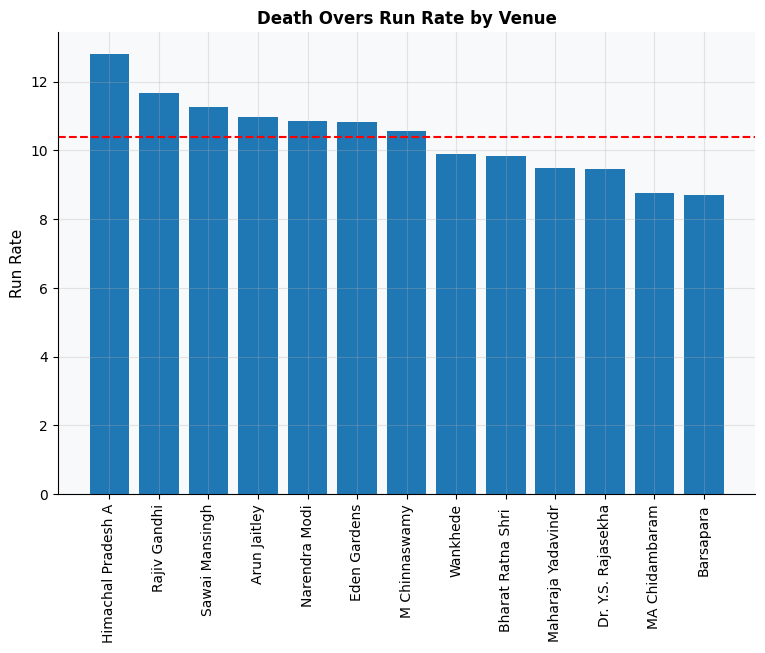 Death Overs Run Rate by Venue
Run Rate
12
10
8
6
4
2
0
Himachal Pradesh A
Rajiv Gandhi
Sawai Mansingh
Arun Jaitley
Narendra Modi
Eden Gardens
M Chinnaswamy
Wankhede
Bharat Ratna Shri
Maharaja Yadavindr
Dr. Y.S. Rajasekha
MA Chidambaram
Barsapara